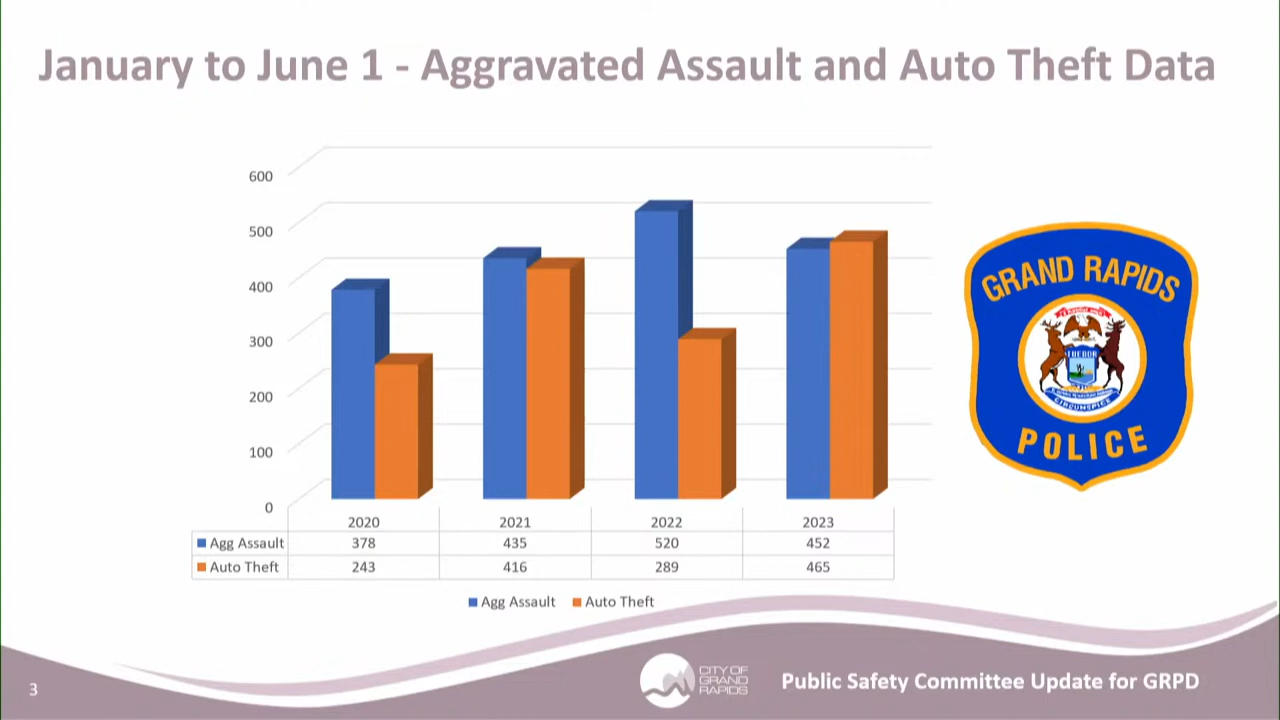 January to June 1 - Aggravated Assault and Auto Theft Data
600
500
400
300
200
100
0
2020 2021 2022 2023
Agg Assault 378 435 520 452
Auto Theft 243 416 289 465
Agg Assault Auto Theft
GRAND RAPIDS
TUEBOR
CIRCUMSPICE
POLICE
3
CITY OF
GRAND
RAPIDS
Public Safety Committee Update for GRPD